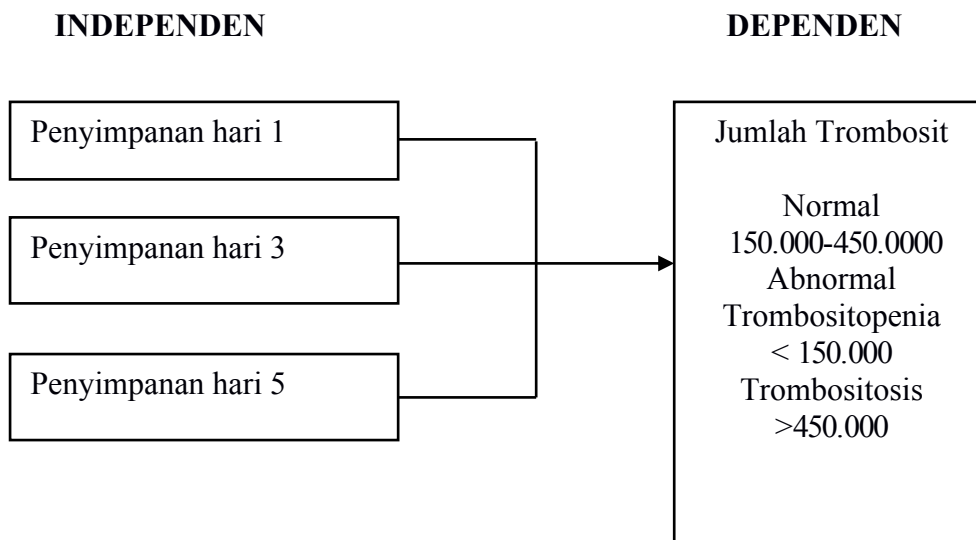 INDEPENDEN
DEPENDEN
Penyimpanan hari 1
Penyimpanan hari 3
Penyimpanan hari 5
Jumlah Trombosit
Normal
150.000-450.0000
Abnormal
Trombositopenia
< 150.000
Trombositosis
>450.000